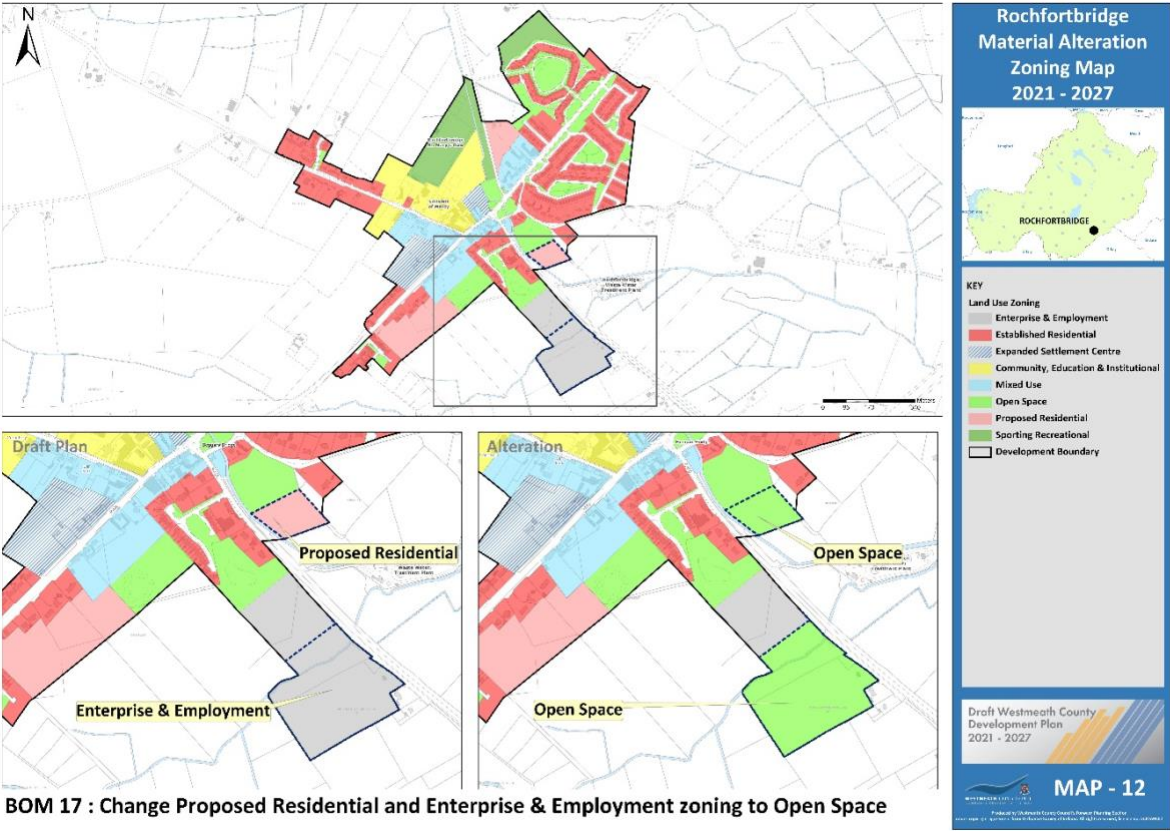 N
Rochfortbridge
Material Alteration
Zoning Map
2021 - 2027
ROCHFORTBRIDGE
KEY
Land Use Zoning
Enterprise & Employment
Established Residential
Expanded Settlement Centre
Community, Education & Institutional
Mixed Use
Open Space
Proposed Residential
Sporting Recreational
Development Boundary
Meters
Draft Plan
Proposed Residential
Enterprise & Employment
Alteration
Open Space
Open Space
Draft Westmeath County
Development Plan
2021 - 2027
MAP - 12
BOM 17 : Change Proposed Residential and Enterprise & Employment zoning to Open Space